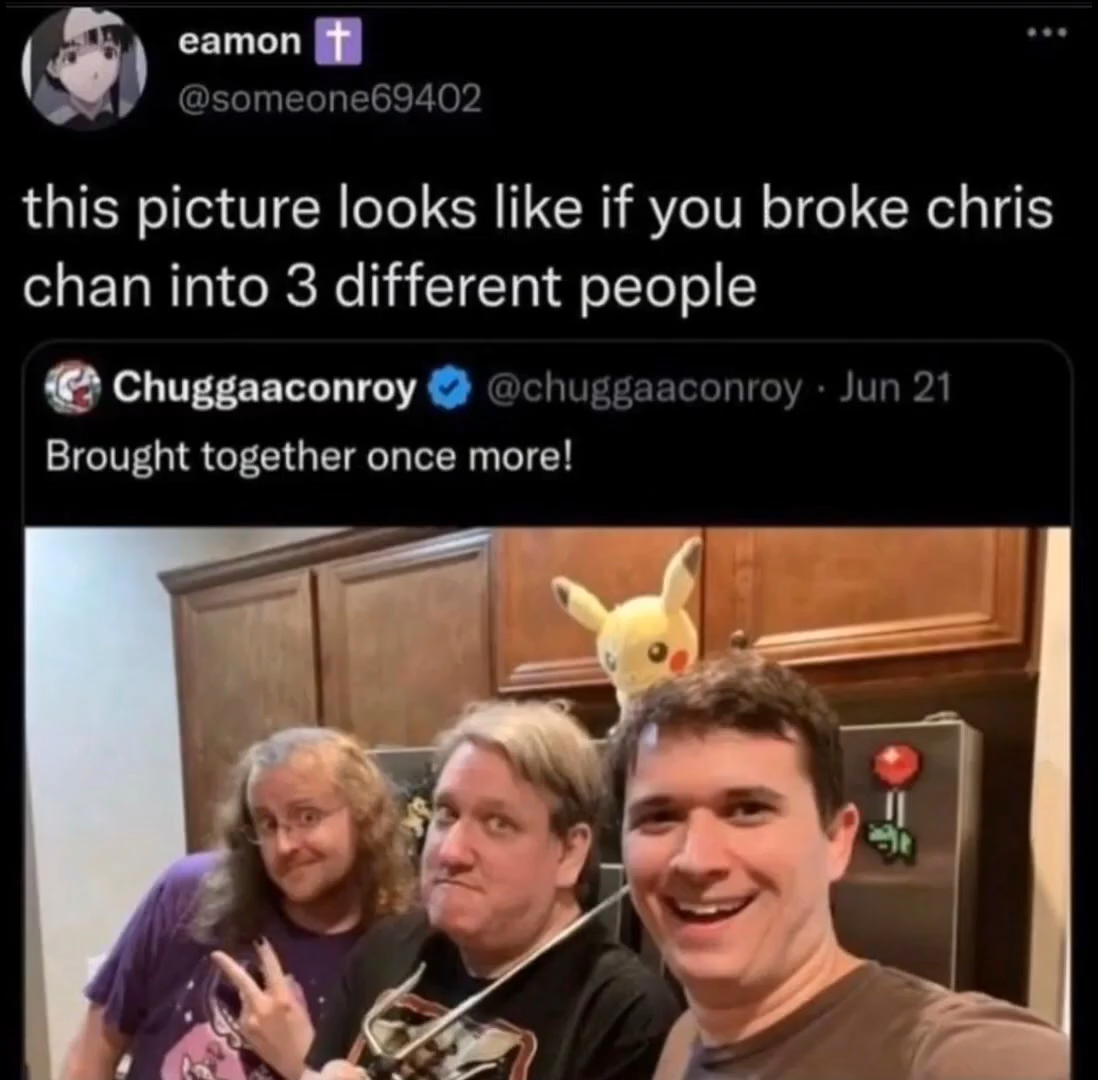 eamon ✝️
@someone69402
this picture looks like if you broke chris
chan into 3 different people
Chuggaaconroy @chuggaaconroy · Jun 21
Brought together once more!